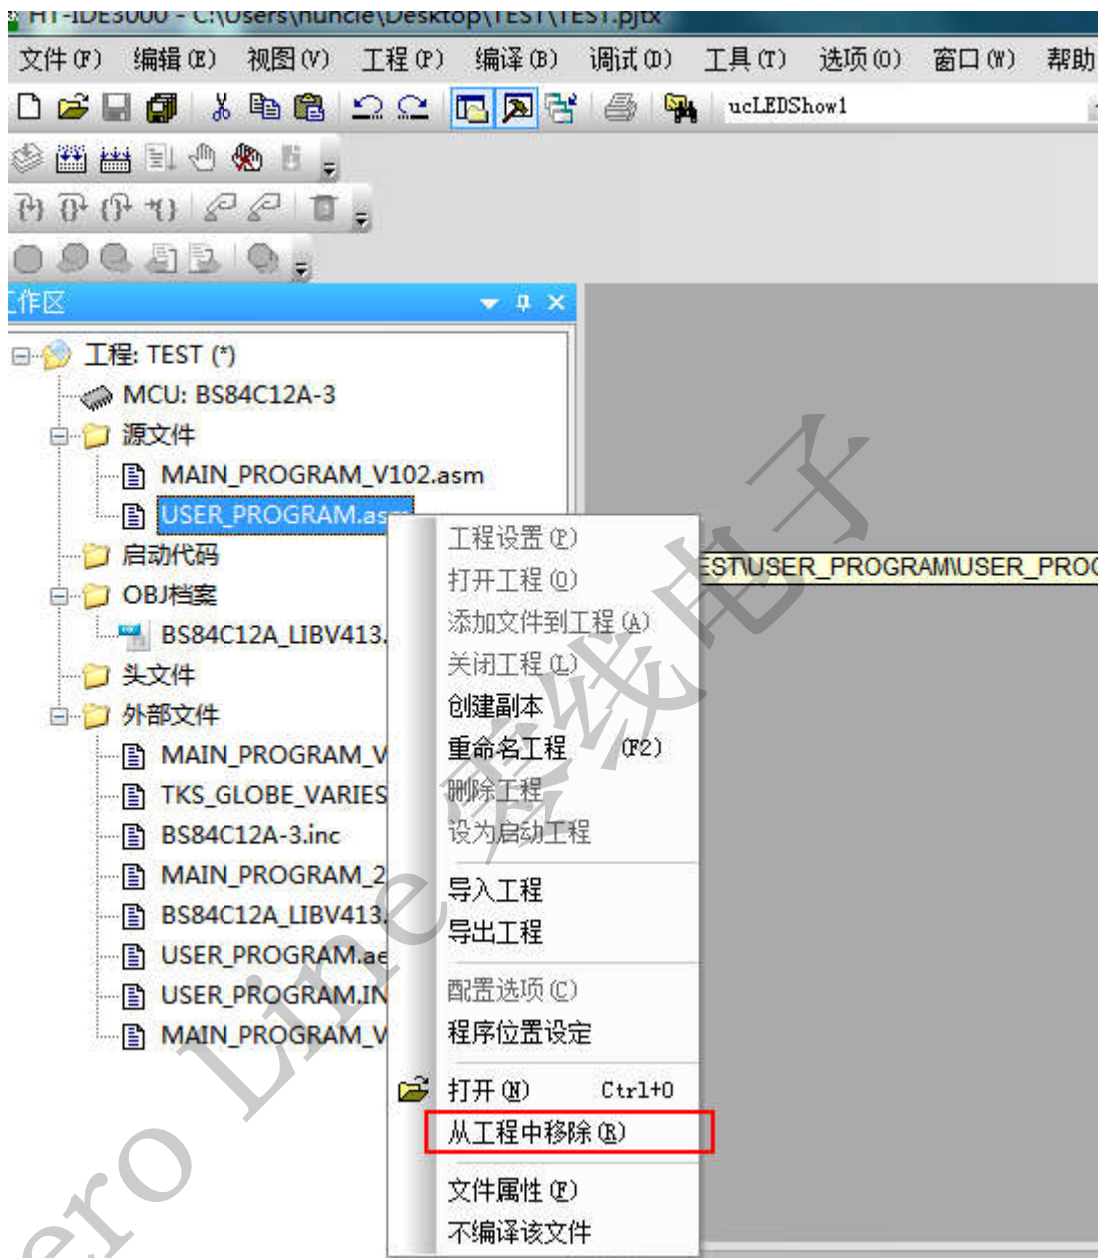 HT-IDE3000 - C:\Users\nuncle\Desktop\TEST\TEST.pjtx
文件(F) 编辑(E) 视图(V) 工程(P) 编译(B) 调试(D) 工具(T) 选项(O) 窗口(W) 帮助
ucLEDShow1
工作区
工程: TEST (*)
MCU: BS84C12A-3
源文件
MAIN_PROGRAM_V102.asm
USER_PROGRAM.asm
启动代码
OBJ档案
BS84C12A_LIBV413.
头文件
外部文件
MAIN_PROGRAM_V
TKS_GLOBE_VARIES
BS84C12A-3.inc
MAIN_PROGRAM_2
BS84C12A_LIBV413.
USER_PROGRAM.ae
USER_PROGRAM.IN
MAIN_PROGRAM_V
工程设置(P)
打开工程(O)
添加文件到工程(A)
关闭工程(L)
创建副本
重命名工程 (F2)
删除工程
设为启动工程
导入工程
导出工程
配置选项(C)
程序位置设定
打开(N) Ctrl+O
从工程中移除(R)
文件属性(F)
不编译该文件
EST\USER_PROGRAM\USER_PROG
ero Line 零线电子